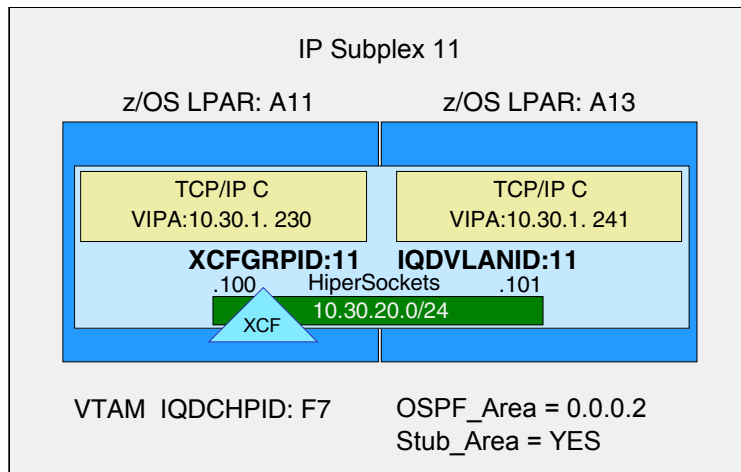 IP Subplex 11
z/OS LPAR: A11
z/OS LPAR: A13
TCP/IP C
VIPA:10.30.1. 230
TCP/IP C
VIPA:10.30.1. 241
XCFGRPID:11 IQDVLANID:11
.100 HiperSockets .101
10.30.20.0/24
XCF
VTAM IQDCHPID: F7
OSPF_Area = 0.0.0.2
Stub_Area = YES